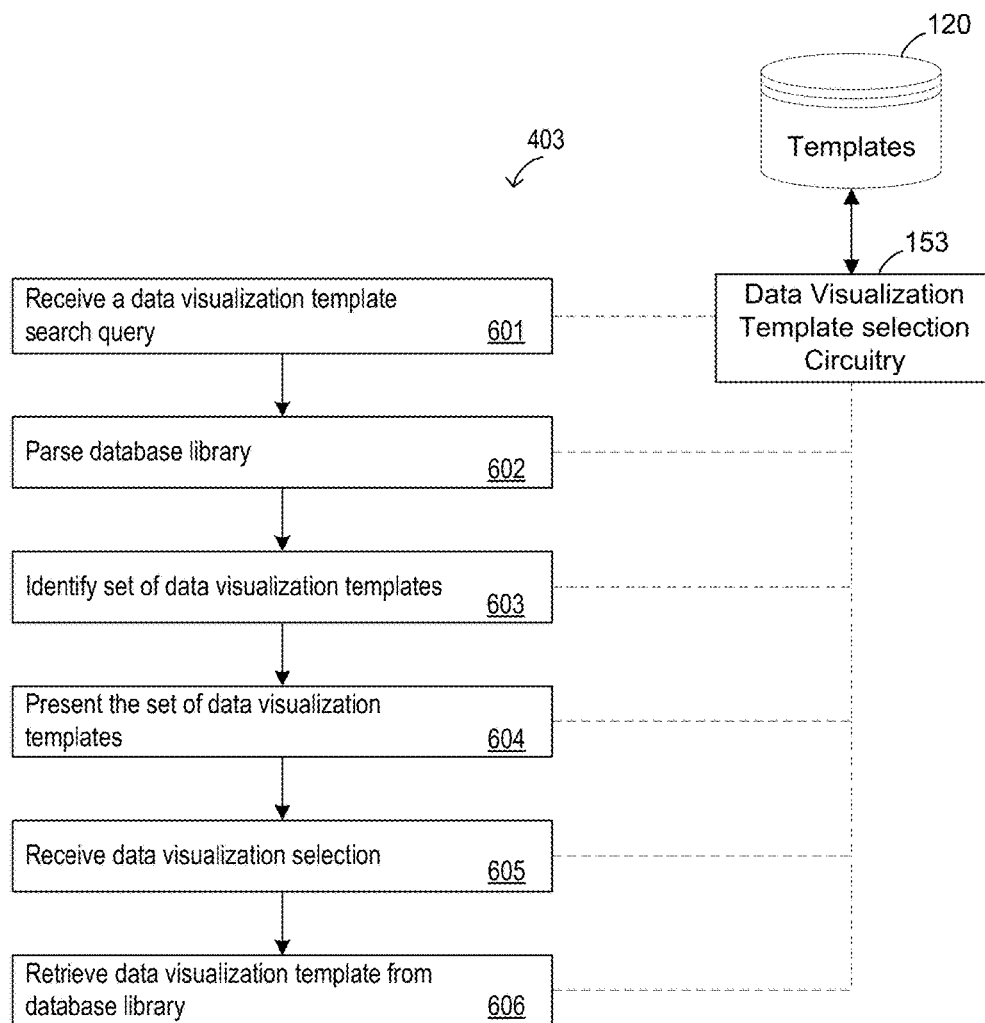 120
Templates
403
153
Data Visualization
Template selection
Circuitry
Receive a data visualization template
search query
601
Parse database library
602
Identify set of data visualization templates
603
Present the set of data visualization
templates
604
Receive data visualization selection
605
Retrieve data visualization template from
database library
606